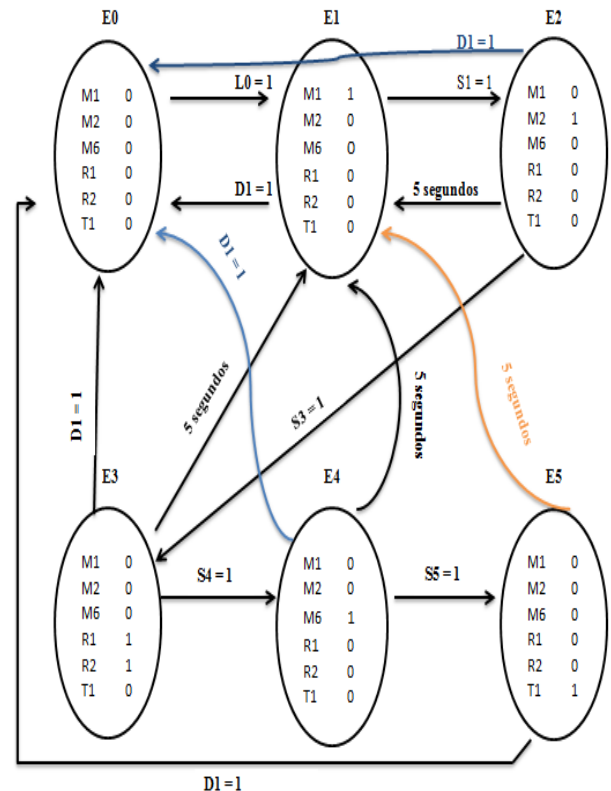 E0
E1
E2
D1 = 1
L0 = 1
S1 = 1
M1 0
M2 0
M6 0
R1 0
R2 0
T1 0
M1 1
M2 0
M6 0
R1 0
R2 0
T1 0
M1 0
M2 1
M6 0
R1 0
R2 0
T1 0
D1 = 1
5 segundos
D1 = 1
5 segundos
S3 = 1
5 segundos
5 segundos
D1 = 1
E3
E4
E5
M1 0
M2 0
M6 0
R1 1
R2 1
T1 0
S4 = 1
M1 0
M2 0
M6 1
R1 0
R2 0
T1 0
S5 = 1
M1 0
M2 0
M6 0
R1 0
R2 0
T1 1
D1 = 1